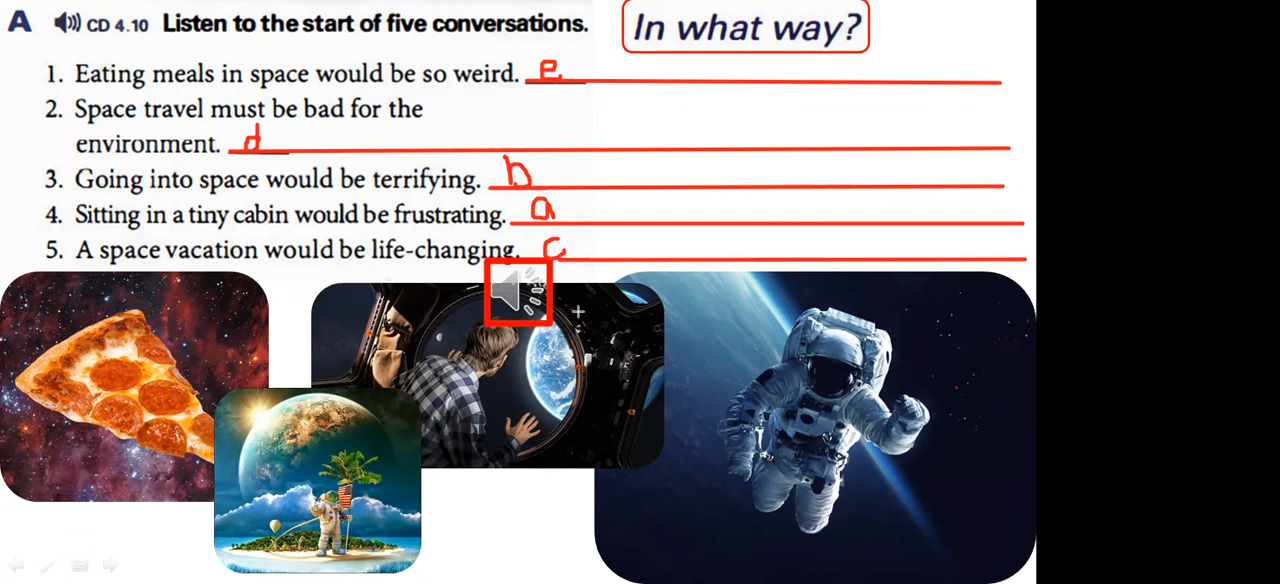 A CD 4.10 Listen to the start of five conversations. In what way?
1. Eating meals in space would be so weird. e
2. Space travel must be bad for the
environment. d
3. Going into space would be terrifying. b
4. Sitting in a tiny cabin would be frustrating. a
5. A space vacation would be life-changing. c